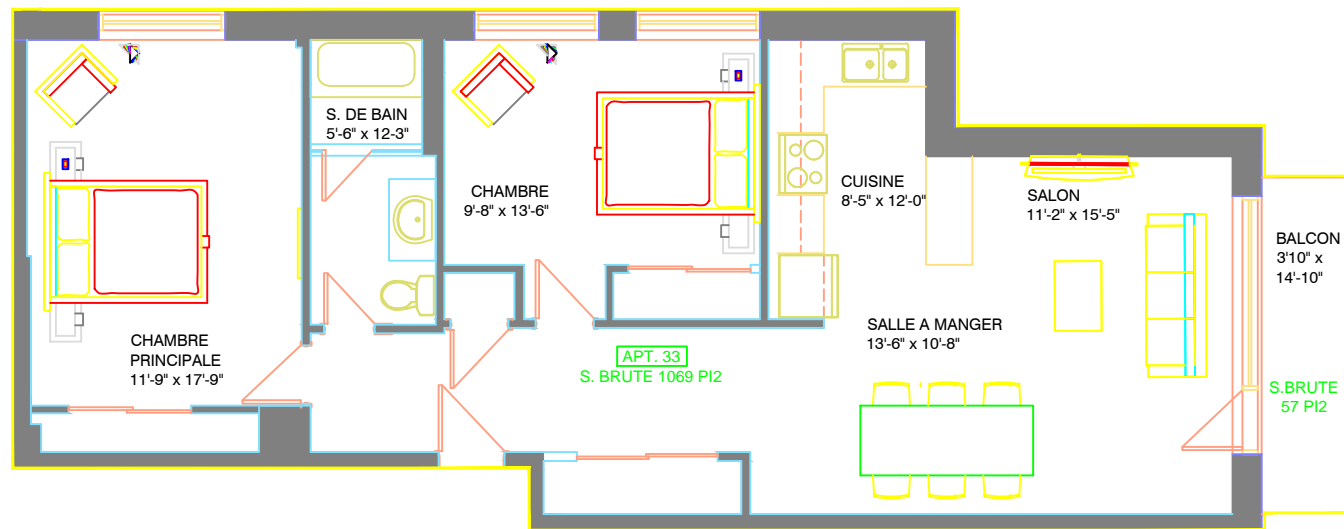 S. DE BAIN
5'-6" x 12-3"
CHAMBRE
9'-8" x 13'-6"
CUISINE
8'-5" x 12'-0"
SALON
11'-2" x 15'-5"
BALCON
3'10" x
14'-10"
CHAMBRE
PRINCIPALE
11'-9" x 17'-9"
APT. 33
S. BRUTE 1069 PI2
SALLE A MANGER
13'-6" x 10'-8"
S.BRUTE
57 PI2